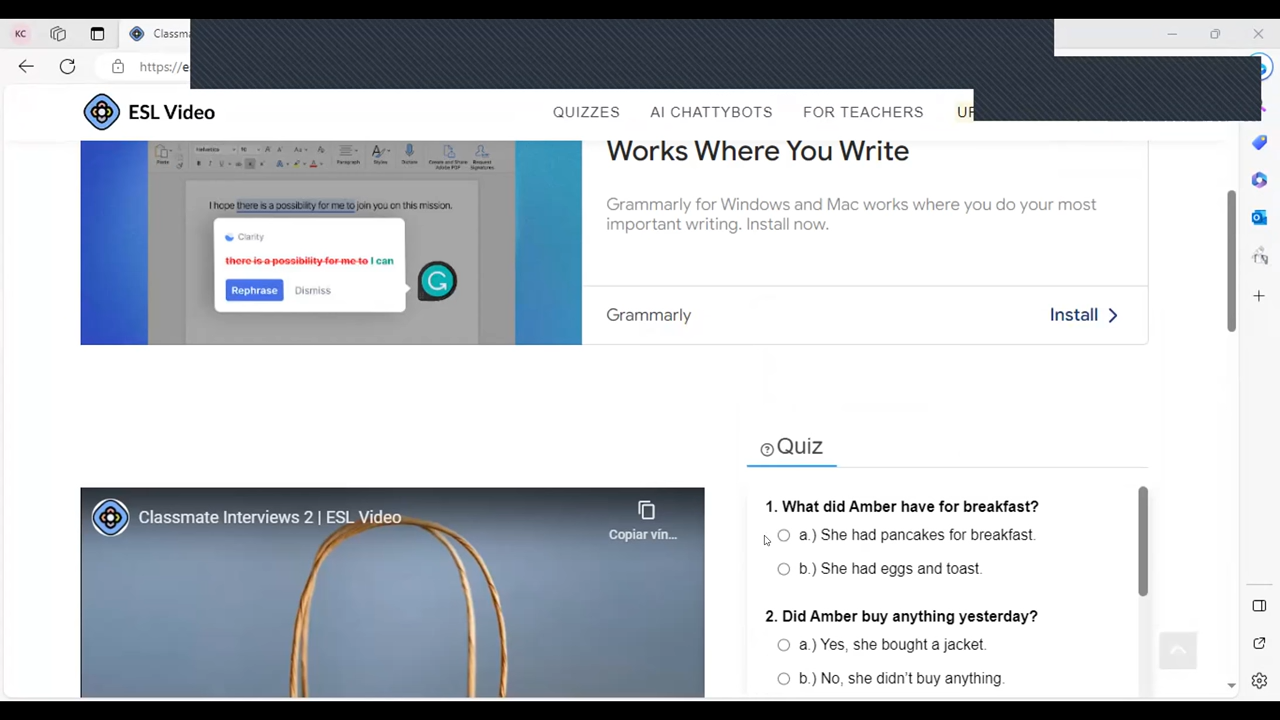 KC
Classm
https://e
ESL Video
QUIZZES
AI CHATTYBOTS
FOR TEACHERS
UP
Works Where You Write
Grammarly for Windows and Mac works where you do your most
important writing. Install now.
Grammarly
Install
I hope there is a possibility for me to join you on this mission.
Clarity
there is a possibility for me to I can
Rephrase
Dismiss
Quiz
Classmate Interviews 2 | ESL Video
Copiar vín...
1. What did Amber have for breakfast?
a.) She had pancakes for breakfast.
b.) She had eggs and toast.
2. Did Amber buy anything yesterday?
a.) Yes, she bought a jacket.
b.) No, she didn't buy anything.